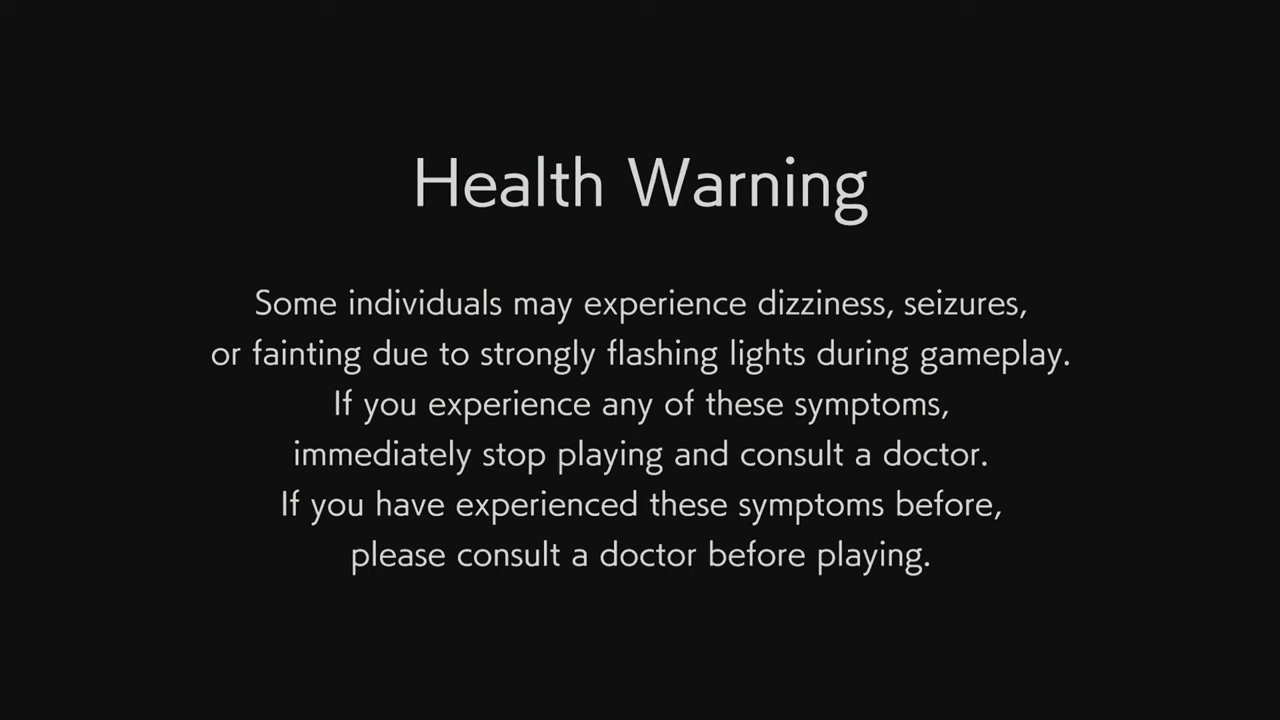 Health Warning
Some individuals may experience dizziness, seizures,
or fainting due to strongly flashing lights during gameplay.
If you experience any of these symptoms,
immediately stop playing and consult a doctor.
If you have experienced these symptoms before,
please consult a doctor before playing.